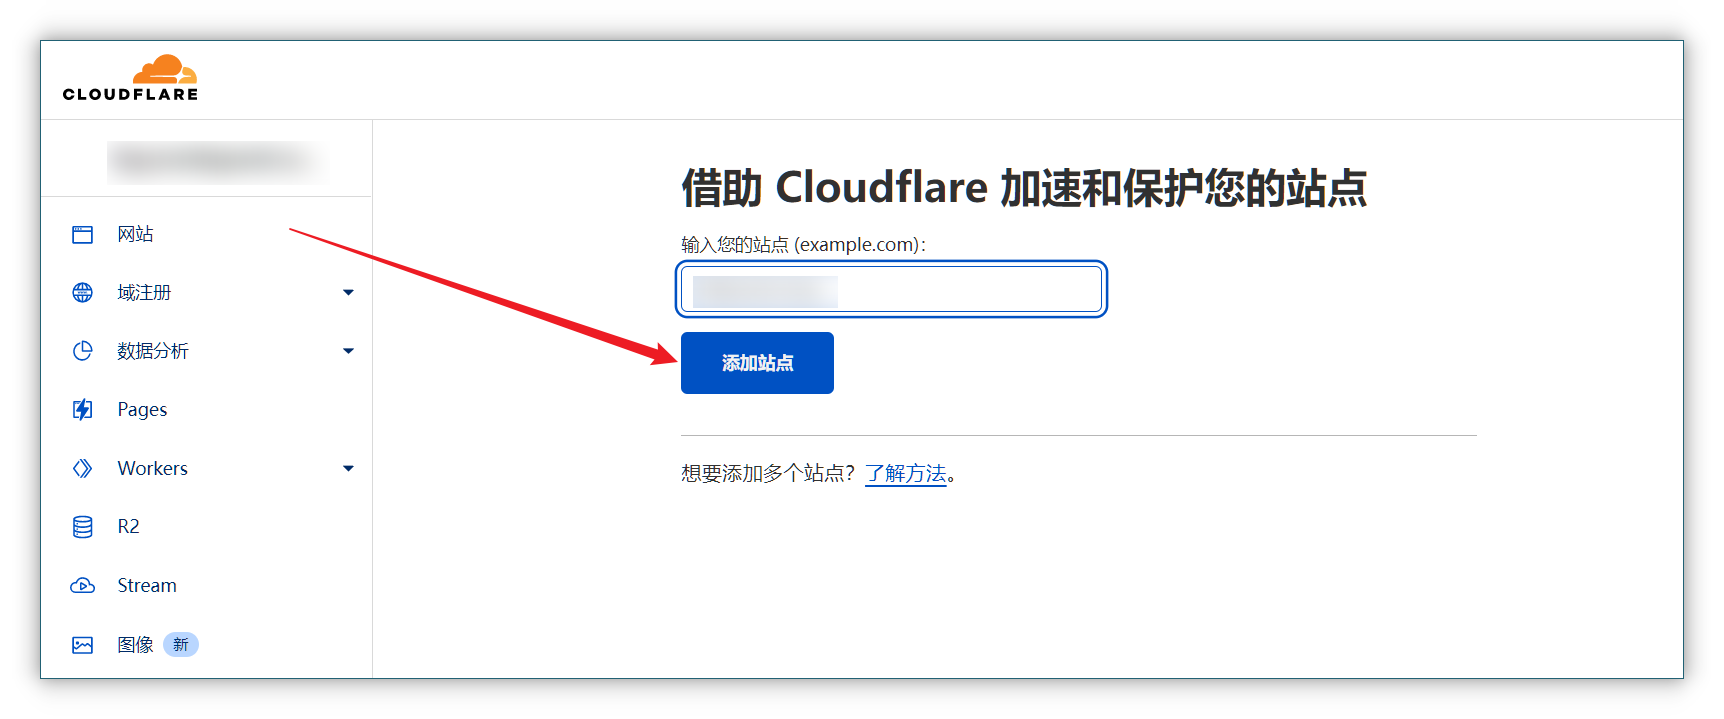 CLOUDFLARE
网站
域注册
数据分析
Pages
Workers
R2
Stream
图像 新
借助 Cloudflare 加速和保护您的站点
输入您的站点 (example.com)：
添加站点
想要添加多个站点？了解方法。